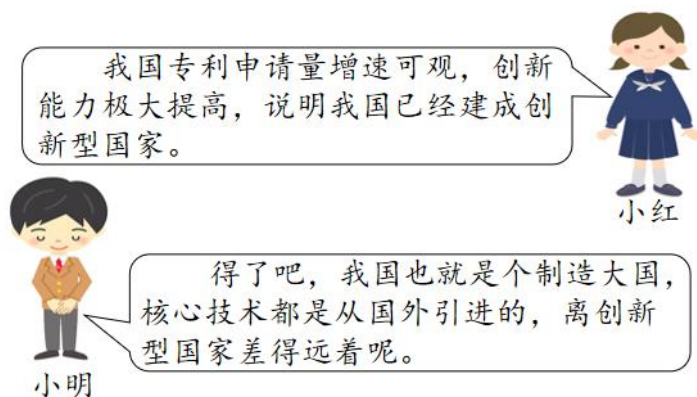 我国专利申请量增速可观，创新
能力极大提高，说明我国已经建成创
新型国家。
小红
得了吧，我国也就是个制造大国，
核心技术都是从国外引进的，离创新
型国家差得远着呢。
小明